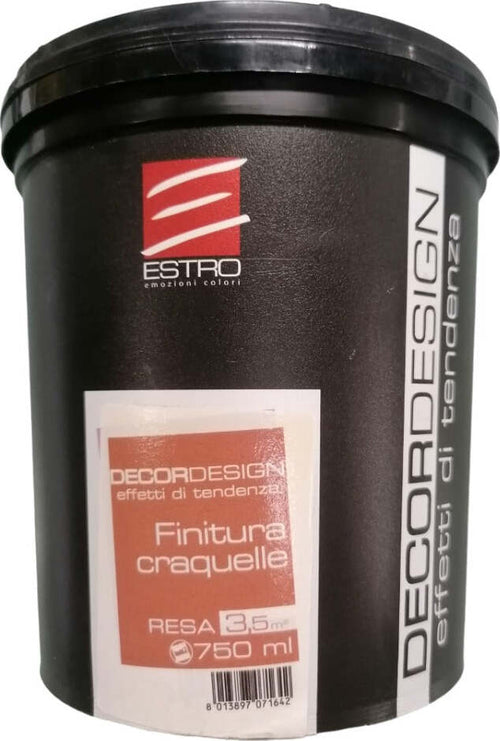 ESTRO
emozioni colori
DECORDESIGN
effetti di tendenza
DECORDESIGN
effetti di tendenza
Finitura
craquelle
RESA 3,5 m²
750 ml
8 013897 071642